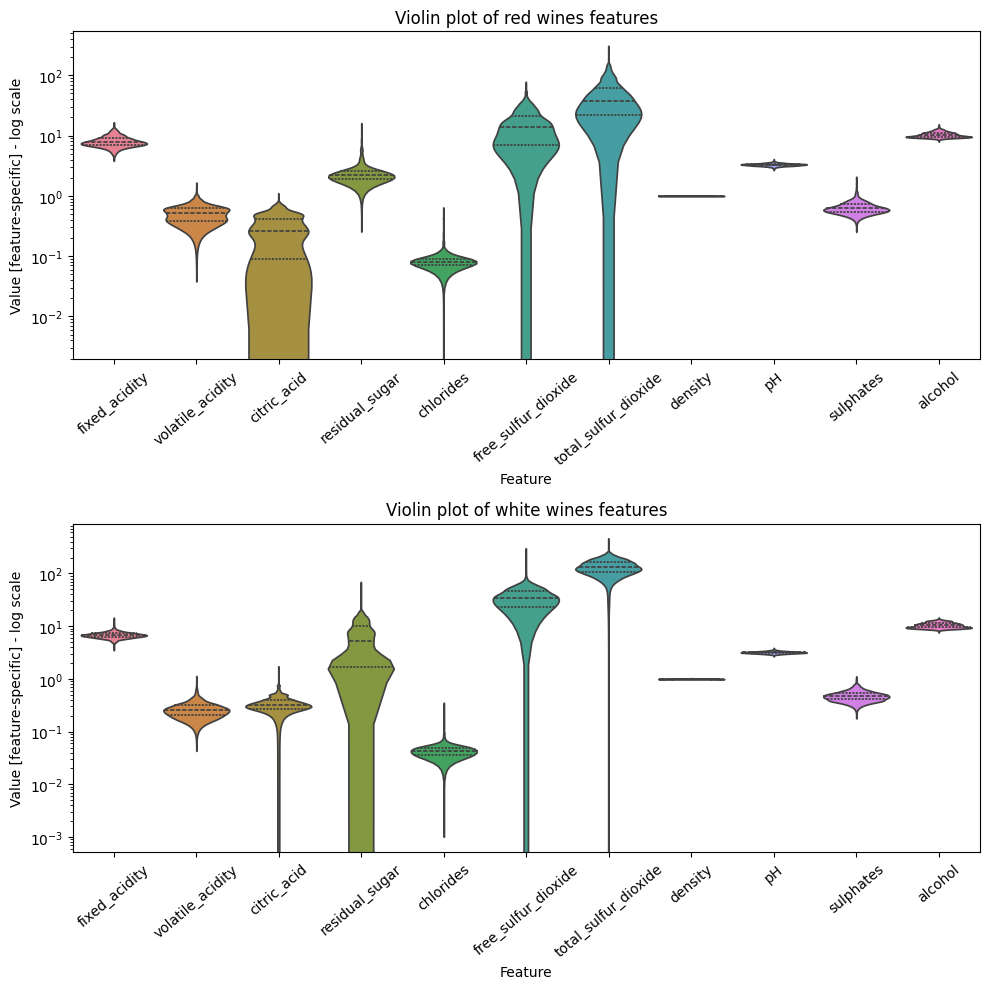 Violin plot of red wines features
Value [feature-specific] - log scale
10²
10¹
10⁰
10⁻¹
10⁻²
fixed_acidity
volatile_acidity
citric_acid
residual_sugar
chlorides
free_sulfur_dioxide
total_sulfur_dioxide
density
pH
sulphates
alcohol
Feature
Violin plot of white wines features
Value [feature-specific] - log scale
10²
10¹
10⁰
10⁻¹
10⁻²
10⁻³
fixed_acidity
volatile_acidity
citric_acid
residual_sugar
chlorides
free_sulfur_dioxide
total_sulfur_dioxide
density
pH
sulphates
alcohol
Feature